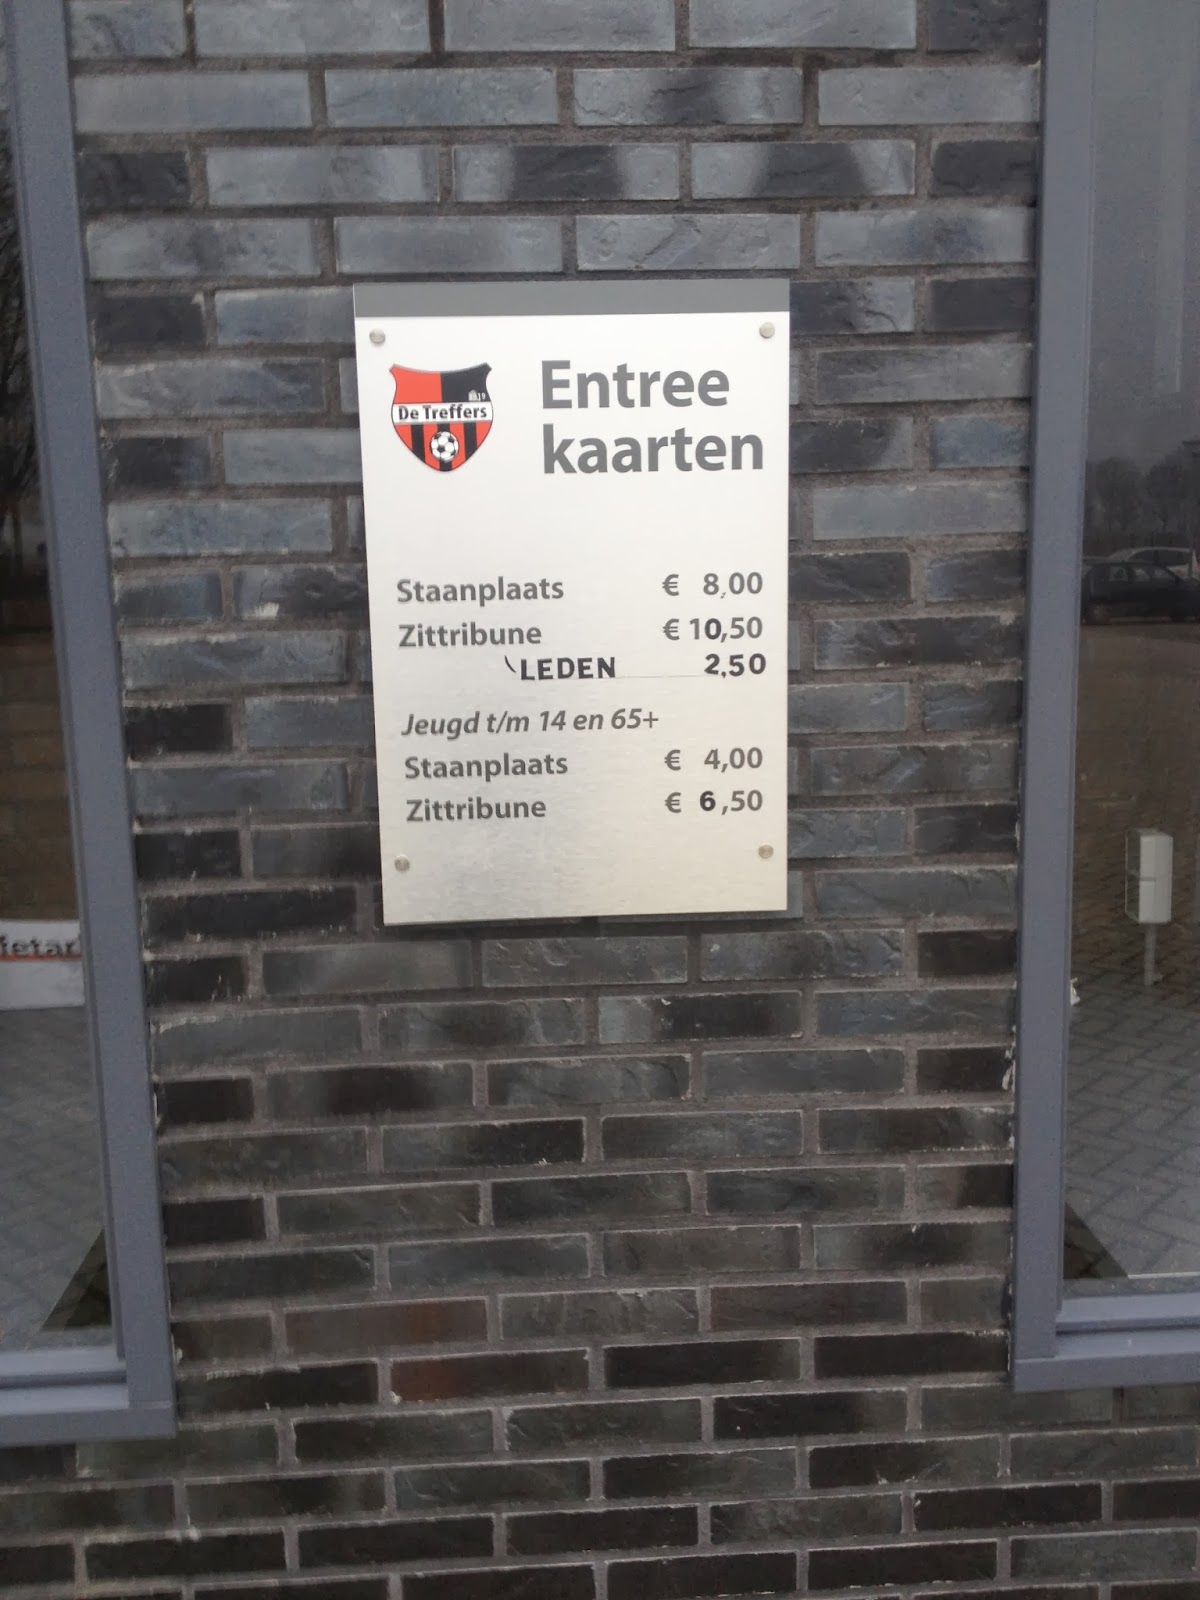 1919
De Treffers
Entree
kaarten
Staanplaats € 8,00
Zittribune € 10,50
LEDEN 2,50
Jeugd t/m 14 en 65+
Staanplaats € 4,00
Zittribune € 6,50